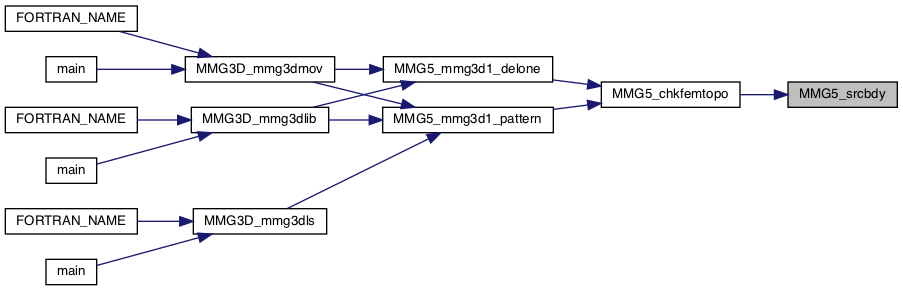 FORTRAN_NAME
main
MMG3D_mmg3dmov
MMG5_mmg3d1_delone
MMG5_chkfemtopo
MMG5_srcbdy
FORTRAN_NAME
MMG3D_mmg3dlib
MMG5_mmg3d1_pattern
main
FORTRAN_NAME
MMG3D_mmg3dls
main